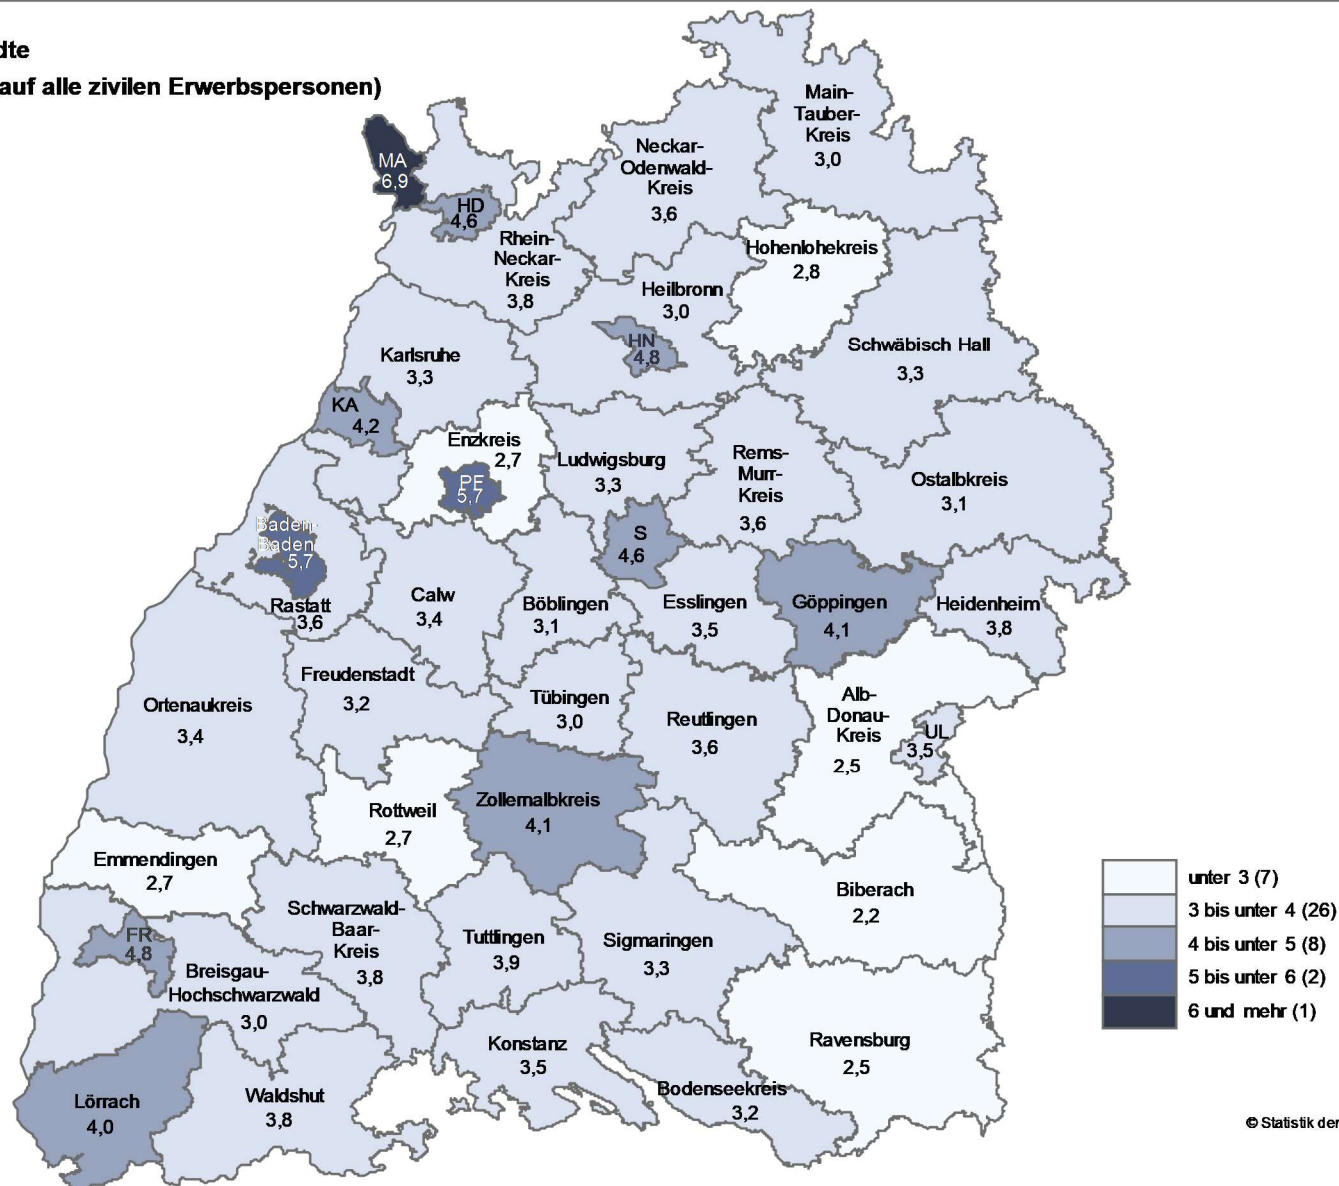 dte
auf alle zivilen Erwerbspersonen)
Main-
Tauber-
Kreis
3,0
MA
6,9
Neckar-
Odenwald-
Kreis
3,6
HD
4,6
Rhein-
Neckar-
Kreis
3,8
Hohenlohekreis
2,8
Heilbronn
3,0
HN
4,8
Schwäbisch Hall
3,3
Karlsruhe
3,3
KA
4,2
Enzkreis
2,7
PF
5,7
Ludwigsburg
3,3
Rems-
Murr-
Kreis
3,6
Ostalbkreis
3,1
Baden-
Baden
5,7
S
4,6
Rastatt
3,6
Calw
3,4
Böblingen
3,1
Esslingen
3,5
Göppingen
4,1
Heidenheim
3,8
Freudenstadt
3,2
Ortenaukreis
3,4
Tübingen
3,0
Reutlingen
3,6
Alb-
Donau-
Kreis
2,5
UL
3,5
Rottweil
2,7
Zollernalbkreis
4,1
Emmendingen
2,7
Biberach
2,2
Schwarzwald-
Baar-
Kreis
3,8
Tuttlingen
3,9
Sigmaringen
3,3
FR
4,8
Breisgau-
Hochschwarzwald
3,0
Konstanz
3,5
Ravensburg
2,5
Bodenseekreis
3,2
Lörrach
4,0
Waldshut
3,8
unter 3 (7)
3 bis unter 4 (26)
4 bis unter 5 (8)
5 bis unter 6 (2)
6 und mehr (1)
© Statistik der